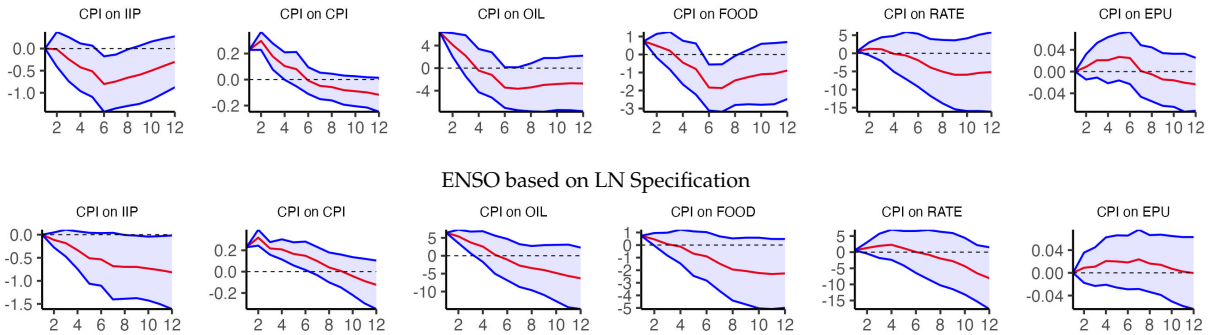 CPI on IIP CPI on CPI CPI on OIL CPI on FOOD CPI on RATE CPI on EPU
0.0 -0.5 -1.0 0.2 0.0 -0.2 4 0 -4 1 0 -1 -2 -3 5 0 -5 -10 -15 0.04 0.00 -0.04
2 4 6 8 10 12 2 4 6 8 10 12 2 4 6 8 10 12 2 4 6 8 10 12 2 4 6 8 10 12 2 4 6 8 10 12
ENSO based on LN Specification
CPI on IIP CPI on CPI CPI on OIL CPI on FOOD CPI on RATE CPI on EPU
0.0 -0.5 -1.0 -1.5 0.2 0.0 -0.2 5 0 -10 1 0 -1 -2 -3 -4 -5 5 0 -5 -10 -15 0.04 0.00 -0.04
2 4 6 8 10 12 2 4 6 8 10 12 2 4 6 8 10 12 2 4 6 8 10 12 2 4 6 8 10 12 2 4 6 8 10 12